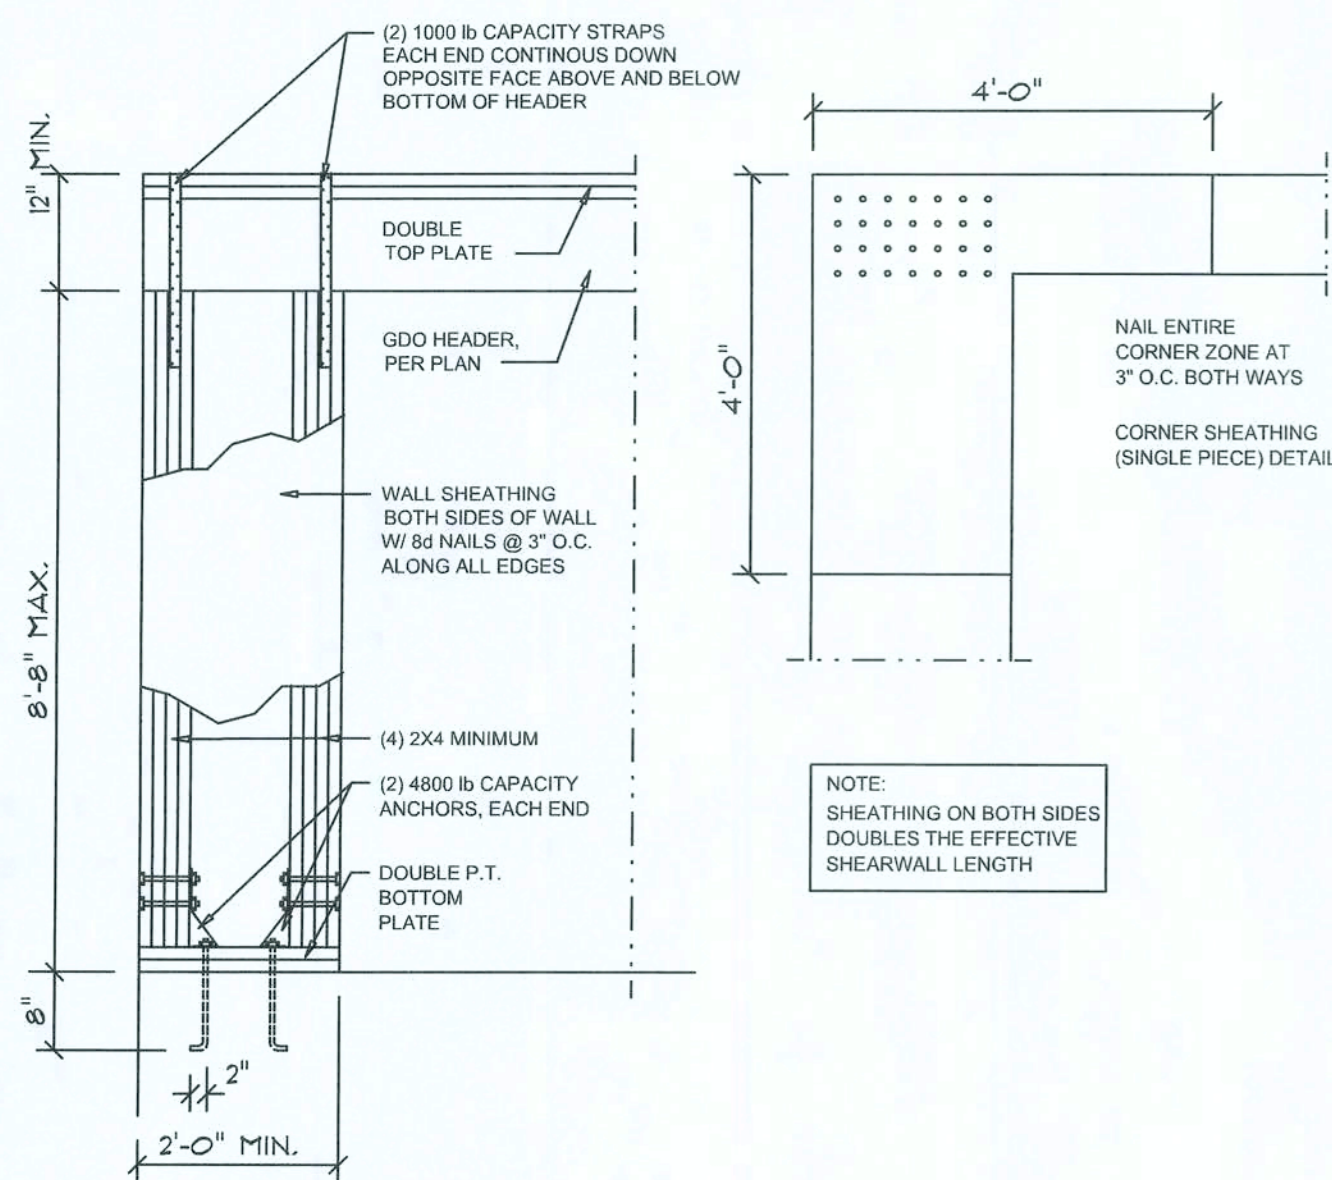 (2) 1000 lb CAPACITY STRAPS
EACH END CONTINOUS DOWN
OPPOSITE FACE ABOVE AND BELOW
BOTTOM OF HEADER
12" MIN.
DOUBLE
TOP PLATE
GDO HEADER,
PER PLAN
WALL SHEATHING
BOTH SIDES OF WALL
W/ 8d NAILS @ 3" O.C.
ALONG ALL EDGES
8'-8" MAX.
(4) 2X4 MINIMUM
(2) 4800 lb CAPACITY
ANCHORS, EACH END
DOUBLE P.T.
BOTTOM
PLATE
8"
2"
2'-0" MIN.
4'-0"
4'-0"
NAIL ENTIRE
CORNER ZONE AT
3" O.C. BOTH WAYS
CORNER SHEATHING
(SINGLE PIECE) DETAIL
NOTE:
SHEATHING ON BOTH SIDES
DOUBLES THE EFFECTIVE
SHEARWALL LENGTH